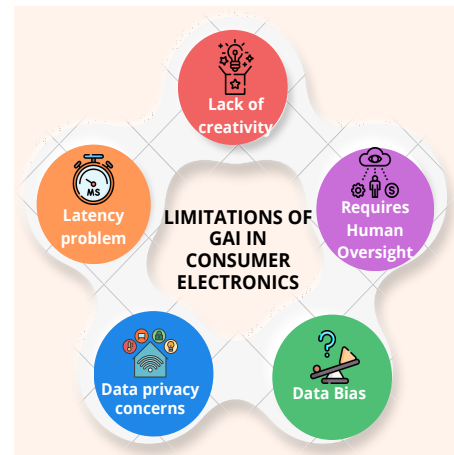 Lack of
creativity
Latency
problem
MS
Requires
Human
Oversight
LIMITATIONS OF
GAI IN
CONSUMER
ELECTRONICS
Data privacy
concerns
Data Bias